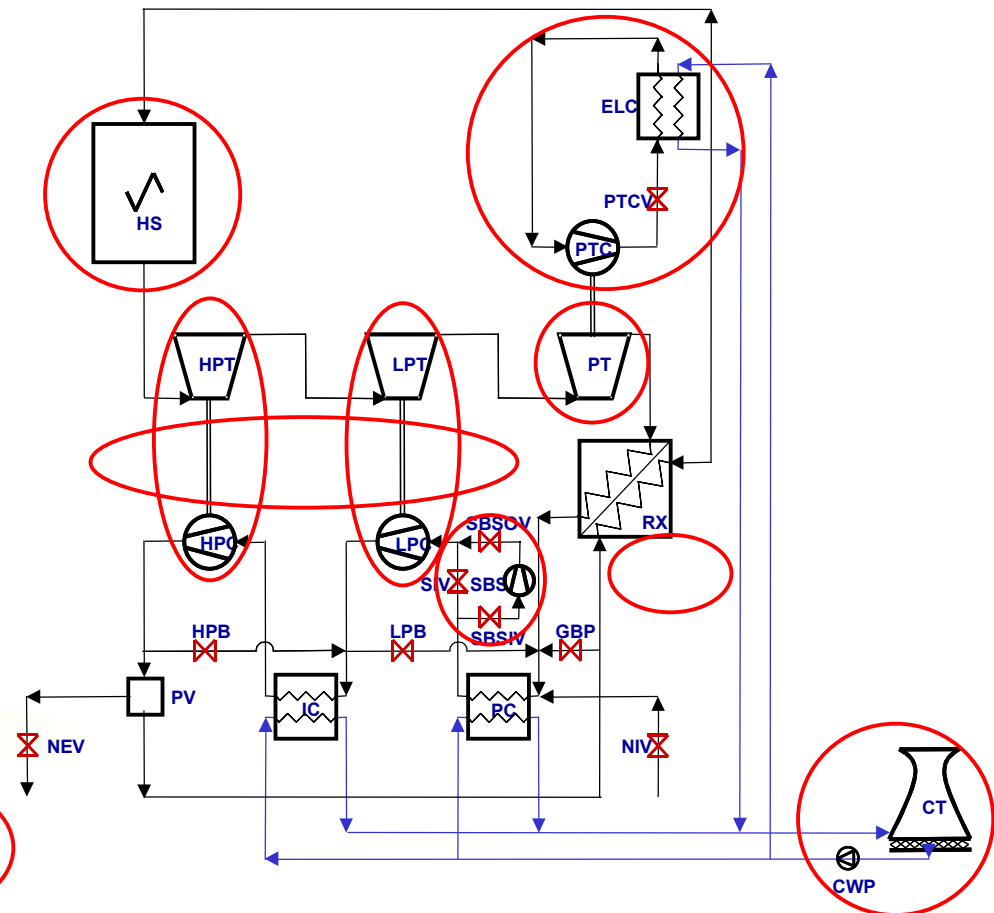 ELC
PTCV
HS
PTC
HPT
LPT
PT
SBSOV
RX
HPC
LPC
SIV
SBS
SBSIV
HPB
LPB
GBP
PV
IC
PC
NEV
NIV
CT
CWP